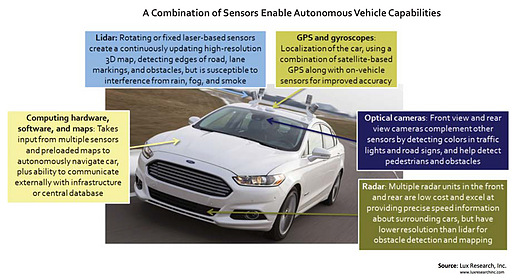 A Combination of Sensors Enable Autonomous Vehicle Capabilities
Lidar: Rotating or fixed laser-based sensors
create a continuously updating high-resolution
3D map, detecting edges of road, lane
markings, and obstacles, but is susceptible to
interference from rain, fog, and smoke
GPS and gyroscopes:
Localization of the car, using a
combination of satellite-based
GPS along with on-vehicle
sensors for improved accuracy
Computing hardware,
software, and maps: Takes
input from multiple sensors
and preloaded maps to
autonomously navigate car,
plus ability to communicate
externally with infrastructure
or central database
Optical cameras: Front view and rear
view cameras complement other
sensors by detecting colors in traffic
lights and road signs, and help detect
pedestrians and obstacles
Radar: Multiple radar units in the front
and rear are low cost and excel at
providing precise speed information
about surrounding cars, but have
lower resolution than lidar for
obstacle detection and mapping
Source: Lux Research, Inc.
www.luxresearchinc.com